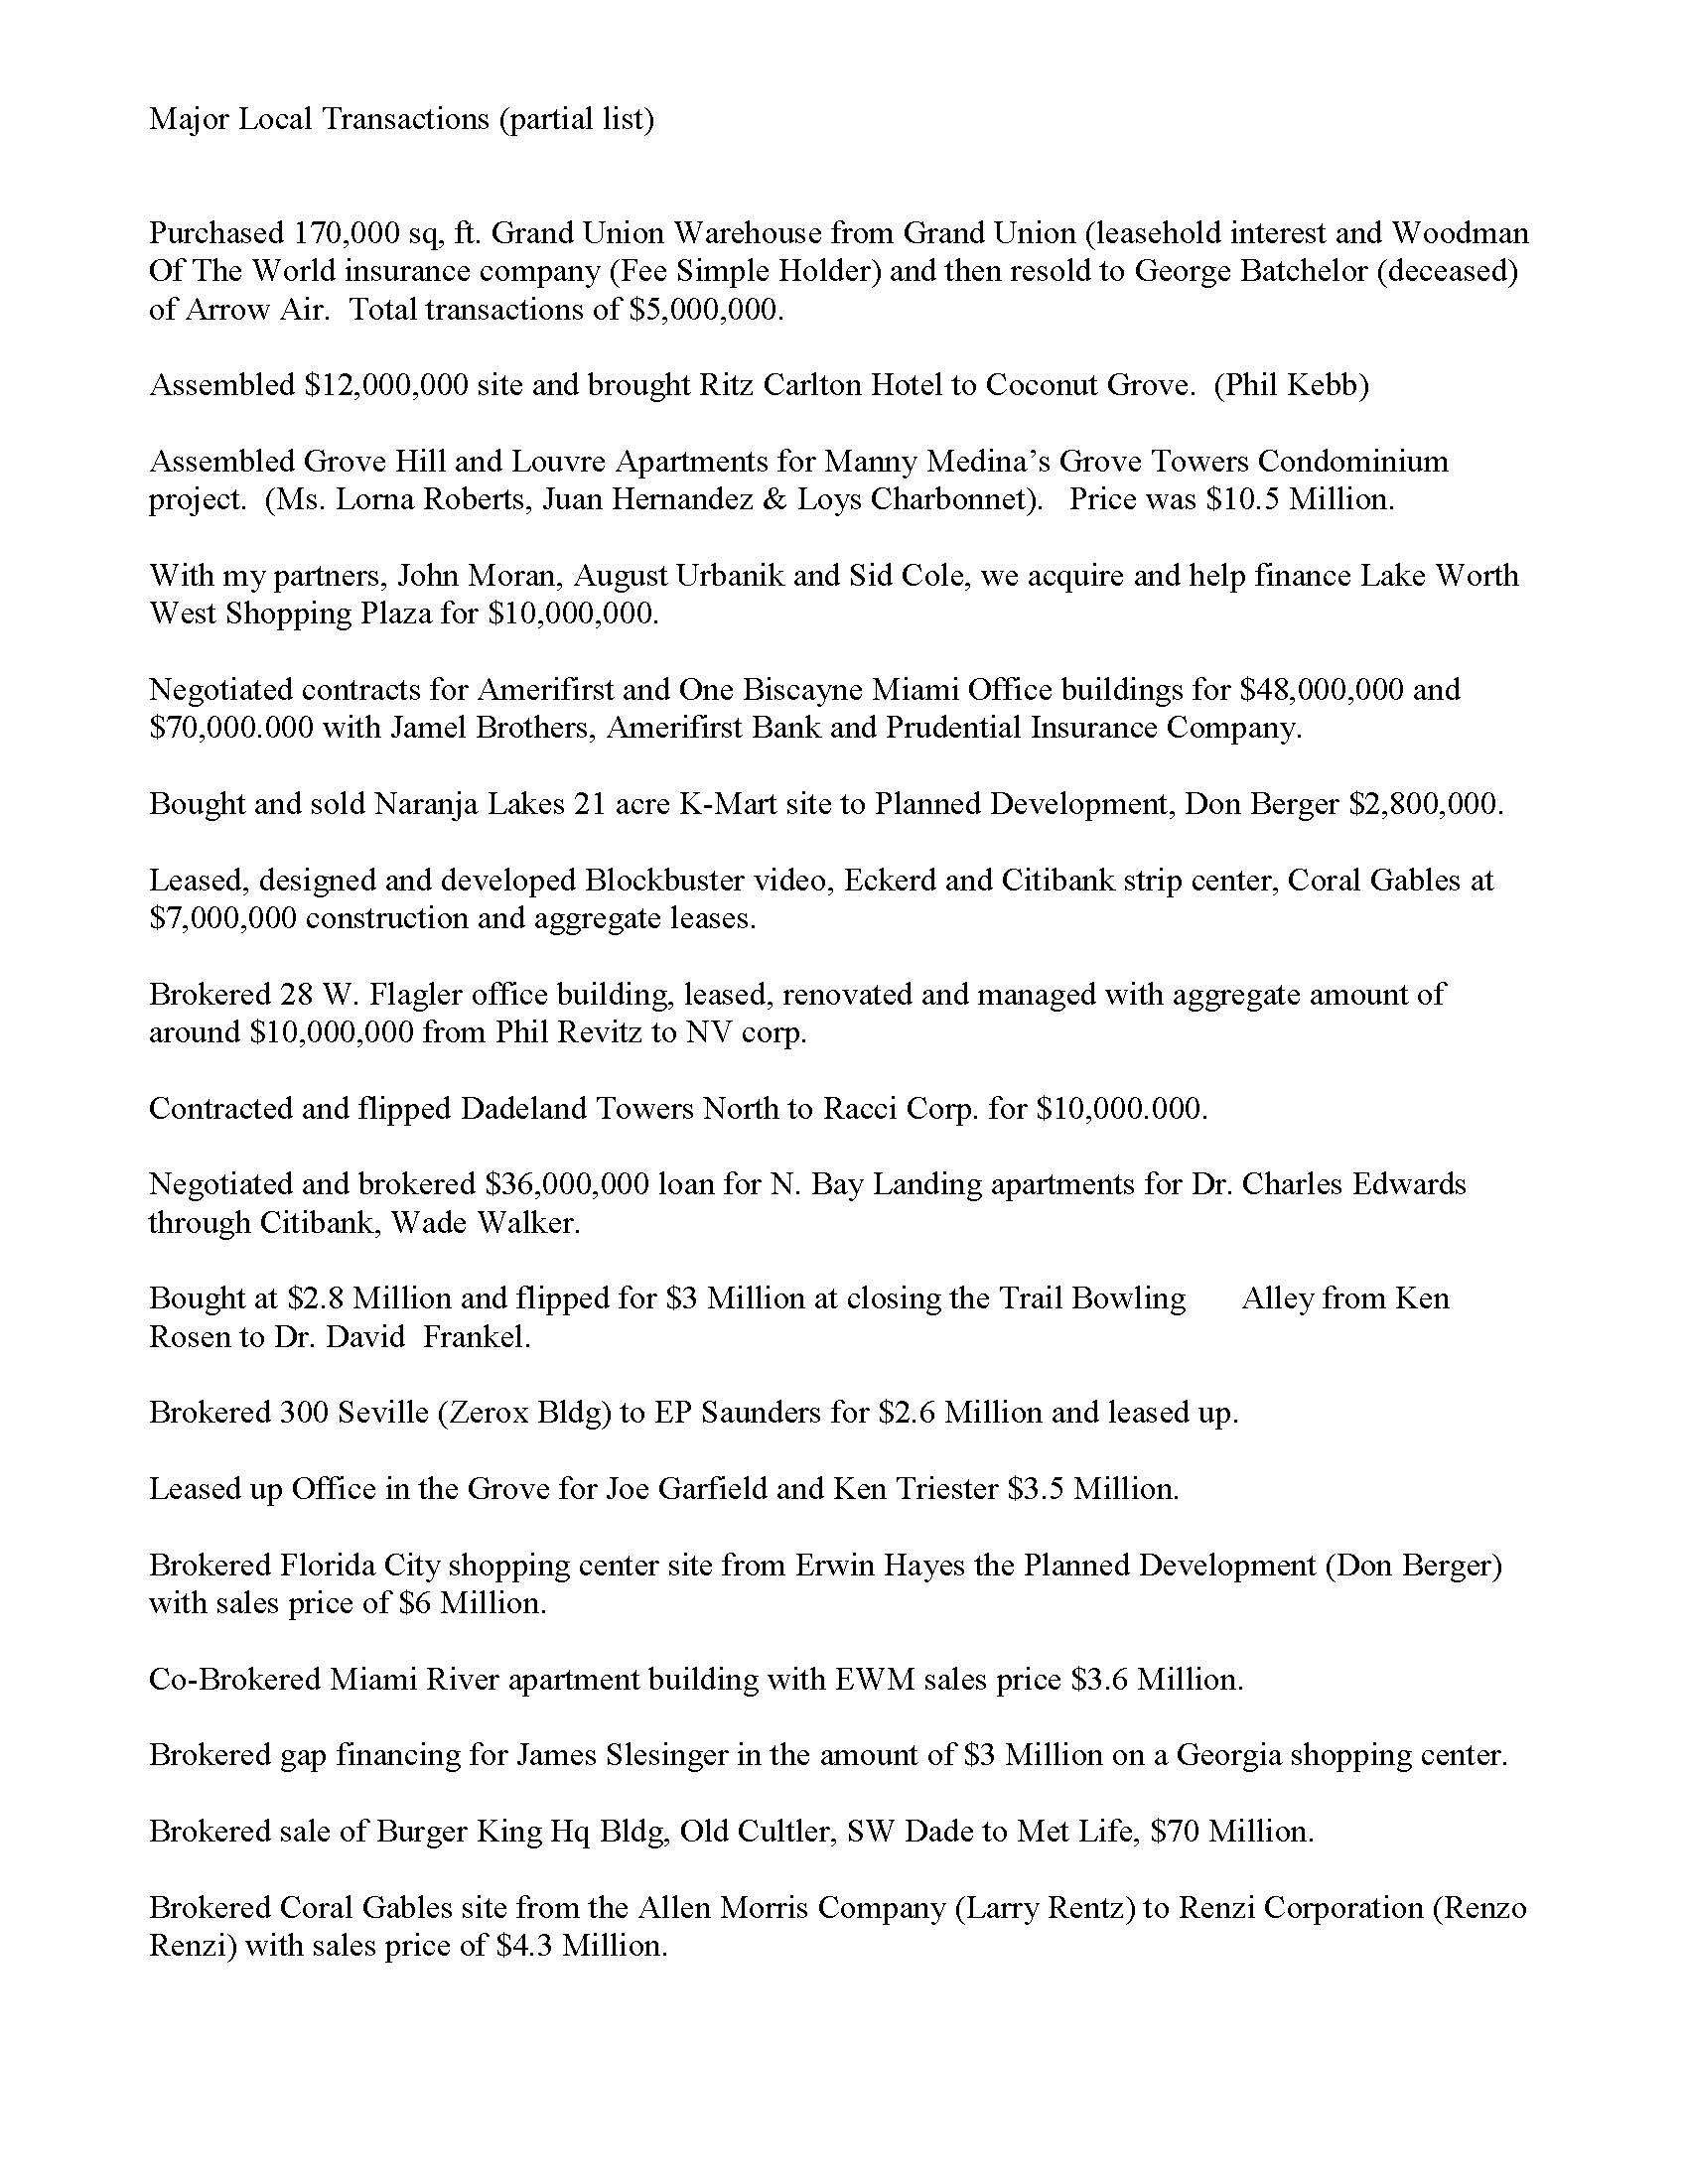 Major Local Transactions (partial list)
Purchased 170,000 sq, ft. Grand Union Warehouse from Grand Union (leasehold interest and Woodman
Of The World insurance company (Fee Simple Holder) and then resold to George Batchelor (deceased)
of Arrow Air.  Total transactions of $5,000,000.
Assembled $12,000,000 site and brought Ritz Carlton Hotel to Coconut Grove.  (Phil Kebb)
Assembled Grove Hill and Louvre Apartments for Manny Medina’s Grove Towers Condominium
project.  (Ms. Lorna Roberts, Juan Hernandez & Loys Charbonnet).   Price was $10.5 Million.
With my partners, John Moran, August Urbanik and Sid Cole, we acquire and help finance Lake Worth
West Shopping Plaza for $10,000,000.
Negotiated contracts for Amerifirst and One Biscayne Miami Office buildings for $48,000,000 and
$70,000.000 with Jamel Brothers, Amerifirst Bank and Prudential Insurance Company.
Bought and sold Naranja Lakes 21 acre K-Mart site to Planned Development, Don Berger $2,800,000.
Leased, designed and developed Blockbuster video, Eckerd and Citibank strip center, Coral Gables at
$7,000,000 construction and aggregate leases.
Brokered 28 W. Flagler office building, leased, renovated and managed with aggregate amount of
around $10,000,000 from Phil Revitz to NV corp.
Contracted and flipped Dadeland Towers North to Racci Corp. for $10,000.000.
Negotiated and brokered $36,000,000 loan for N. Bay Landing apartments for Dr. Charles Edwards
through Citibank, Wade Walker.
Bought at $2.8 Million and flipped for $3 Million at closing the Trail Bowling      Alley from Ken
Rosen to Dr. David  Frankel.
Brokered 300 Seville (Zerox Bldg) to EP Saunders for $2.6 Million and leased up.
Leased up Office in the Grove for Joe Garfield and Ken Triester $3.5 Million.
Brokered Florida City shopping center site from Erwin Hayes the Planned Development (Don Berger)
with sales price of $6 Million.
Co-Brokered Miami River apartment building with EWM sales price $3.6 Million.
Brokered gap financing for James Slesinger in the amount of $3 Million on a Georgia shopping center.
Brokered sale of Burger King Hq Bldg, Old Cultler, SW Dade to Met Life, $70 Million.
Brokered Coral Gables site from the Allen Morris Company (Larry Rentz) to Renzi Corporation (Renzo
Renzi) with sales price of $4.3 Million.